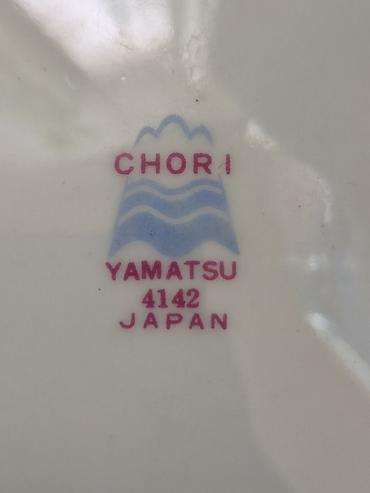 CHORI
YAMATSU
4142
JAPAN